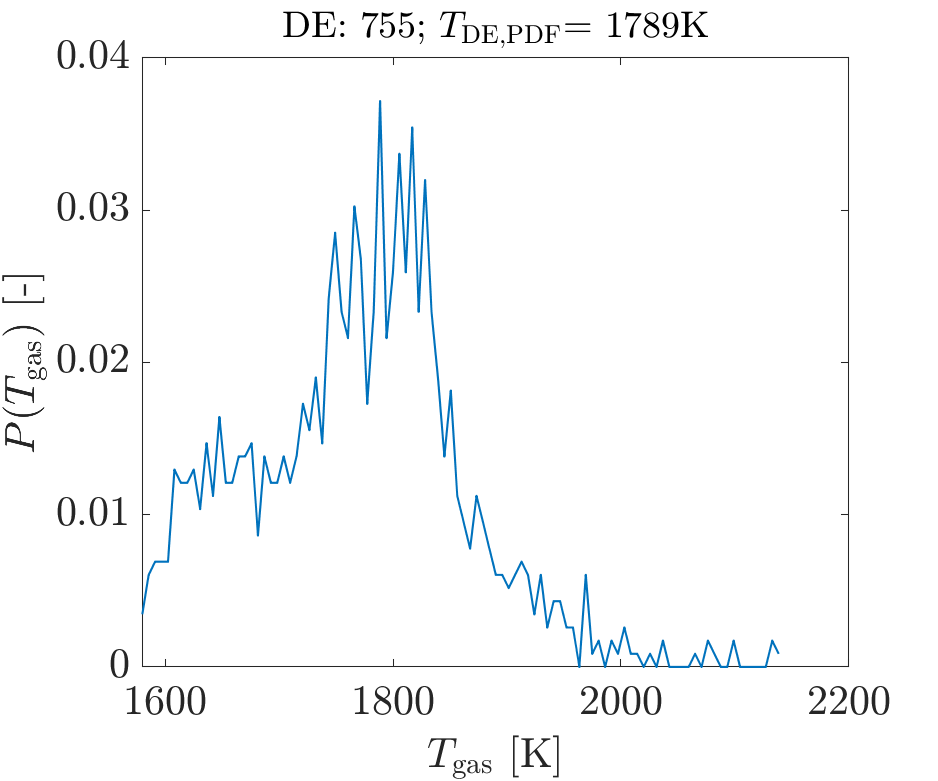 DE: 755; T_DE,PDF= 1789K
0.04
0.03
0.02
0.01
0
P(T_gas) [-]
1600 1800 2000 2200
T_gas [K]